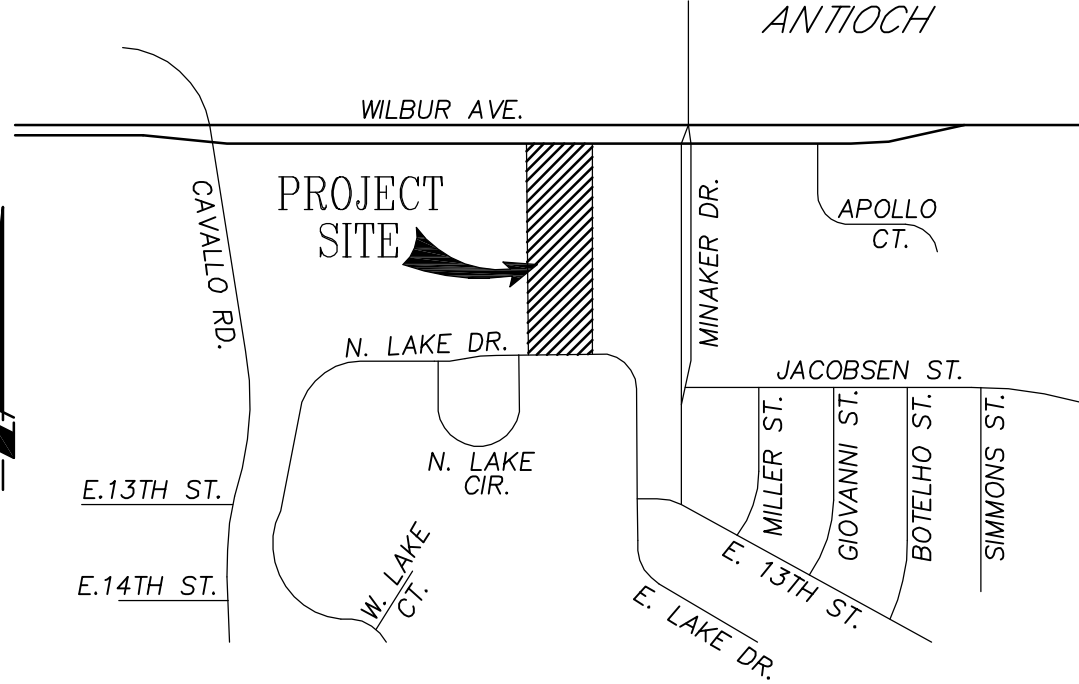 ANTIOCH
WILBUR AVE.
CAVALLO RD.
PROJECT
SITE
MINAKER DR.
APOLLO
CT.
N. LAKE DR.
JACOBSEN ST.
N. LAKE
CIR.
MILLER ST.
GIOVANNI ST.
BOTELHO ST.
SIMMONS ST.
E.13TH ST.
E.14TH ST.
W. LAKE
CT.
E. 13TH ST.
E. LAKE DR.